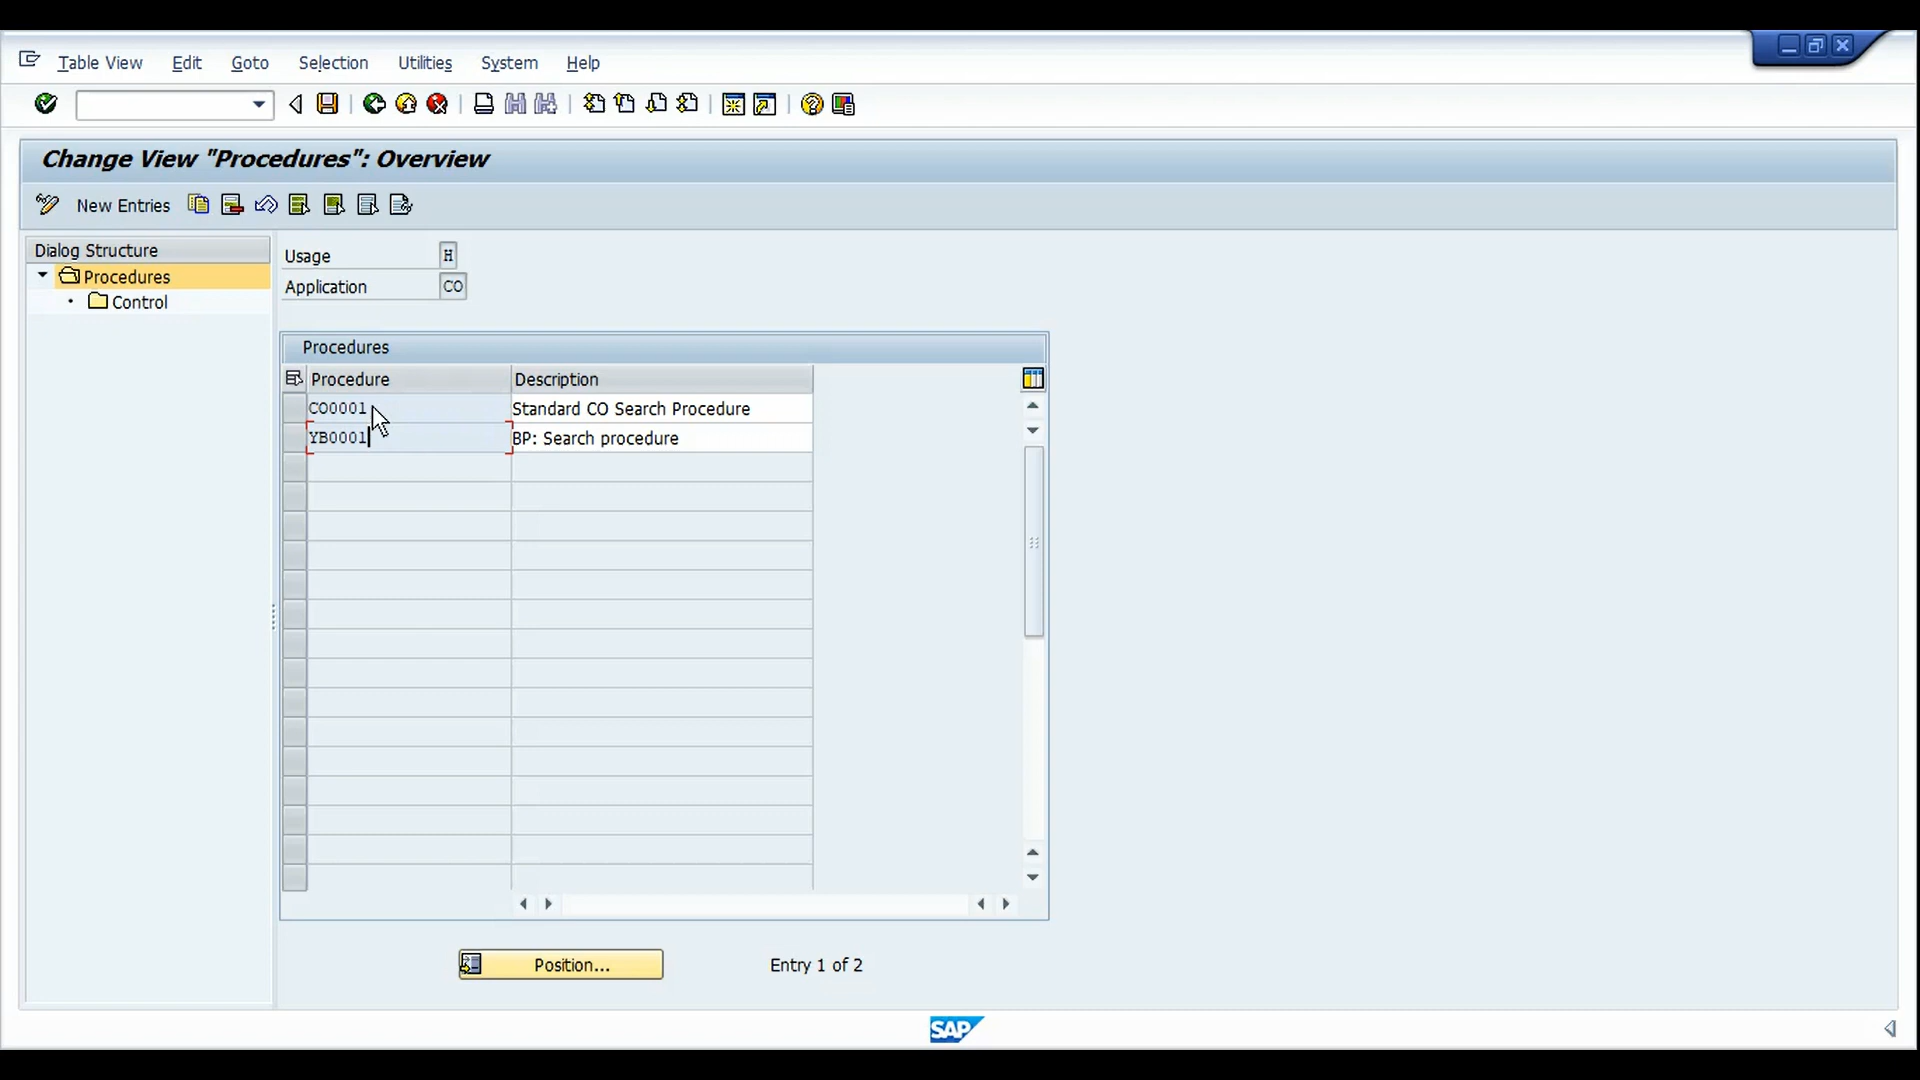 Table View Edit Goto Selection Utilities System Help
Change View "Procedures": Overview
New Entries
Dialog Structure
Procedures
Control
Usage H
Application CO
Procedures
Procedure Description
CO0001 Standard CO Search Procedure
YB0001 BP: Search procedure
Position... Entry 1 of 2
SAP